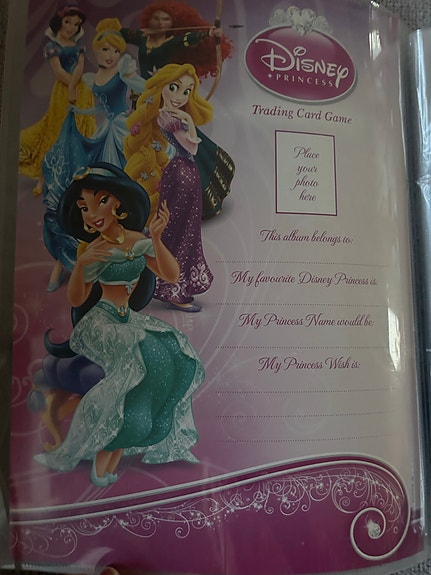 Disney
PRINCESS
Trading Card Game
Place
your
photo
here
This album belongs to:
My favourite Disney Princess is:
My Princess Name would be:
My Princess Wish is: